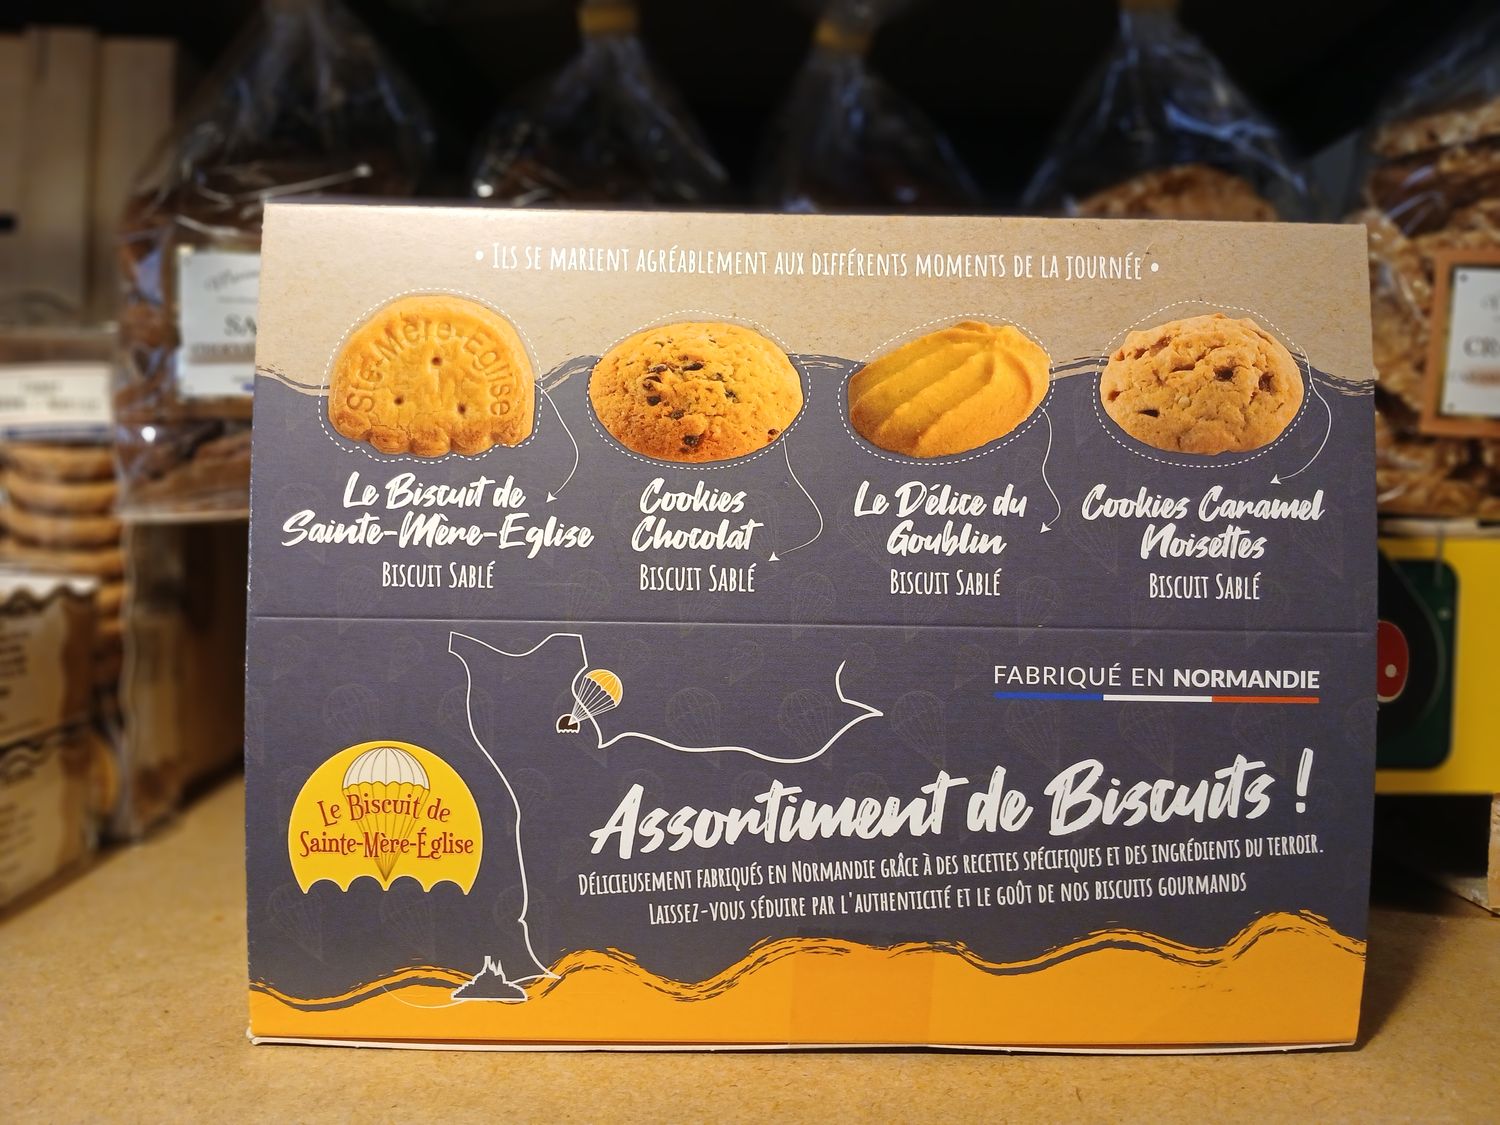 • Ils se marient agréablement aux différents moments de la journée •
Ste-Mère-Eglise
Le Biscuit de
Sainte-Mère-Eglise
Biscuit Sablé
Cookies
Chocolat
Biscuit Sablé
Le Délice du
Goublin
Biscuit Sablé
Cookies Caramel
Noisettes
Biscuit Sablé
FABRIQUÉ EN NORMANDIE
Le Biscuit de
Sainte-Mère-Église
Assortiment de Biscuits !
Délicieusement fabriqués en Normandie grâce à des recettes spécifiques et des ingrédients du terroir.
Laissez-vous séduire par l'authenticité et le goût de nos biscuits gourmands